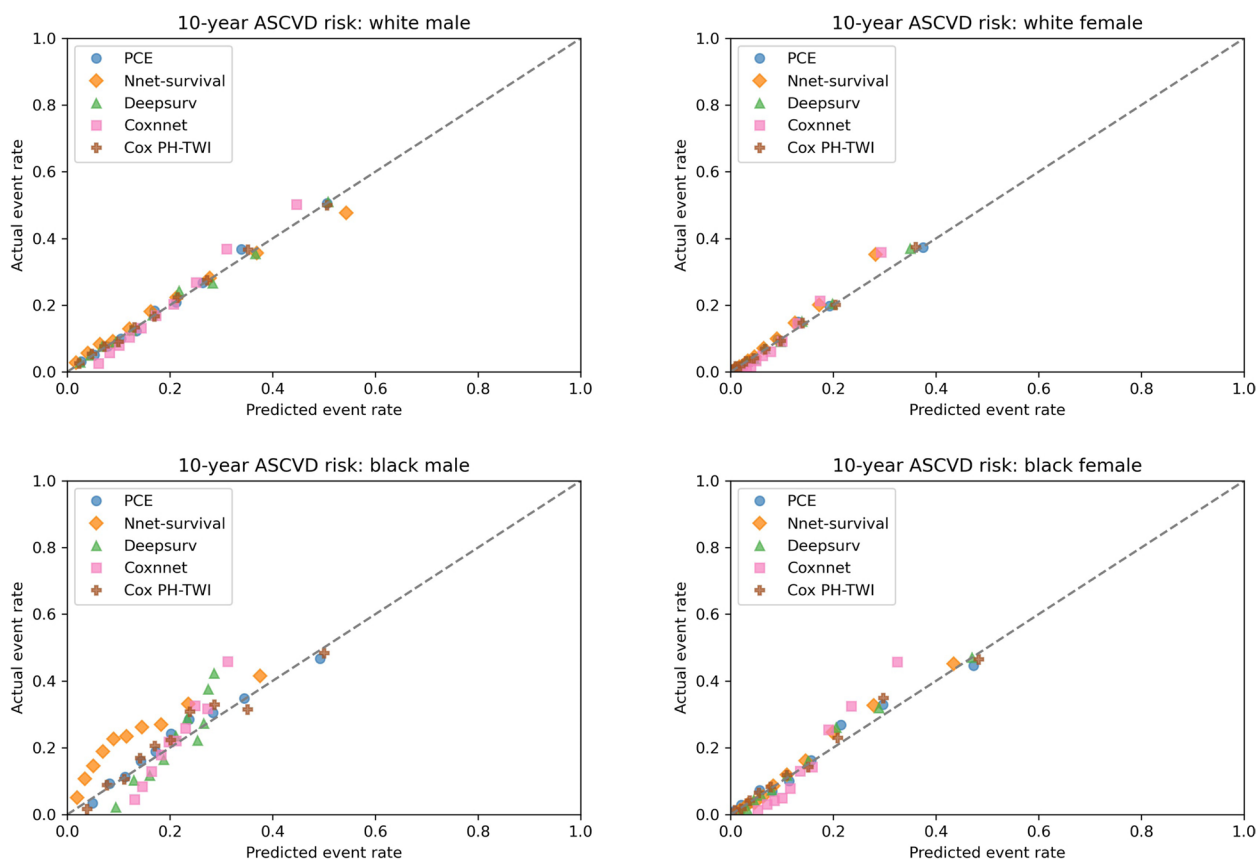 10-year ASCVD risk: white male
1.0
0.8
0.6
0.4
0.2
0.0
Actual event rate
PCE
Nnet-survival
Deepsurv
Coxnnet
Cox PH-TWI
0.0 0.2 0.4 0.6 0.8 1.0
Predicted event rate
10-year ASCVD risk: white female
1.0
0.8
0.6
0.4
0.2
0.0
Actual event rate
PCE
Nnet-survival
Deepsurv
Coxnnet
Cox PH-TWI
0.0 0.2 0.4 0.6 0.8 1.0
Predicted event rate
10-year ASCVD risk: black male
1.0
0.8
0.6
0.4
0.2
0.0
Actual event rate
PCE
Nnet-survival
Deepsurv
Coxnnet
Cox PH-TWI
0.0 0.2 0.4 0.6 0.8 1.0
Predicted event rate
10-year ASCVD risk: black female
1.0
0.8
0.6
0.4
0.2
0.0
Actual event rate
PCE
Nnet-survival
Deepsurv
Coxnnet
Cox PH-TWI
0.0 0.2 0.4 0.6 0.8 1.0
Predicted event rate